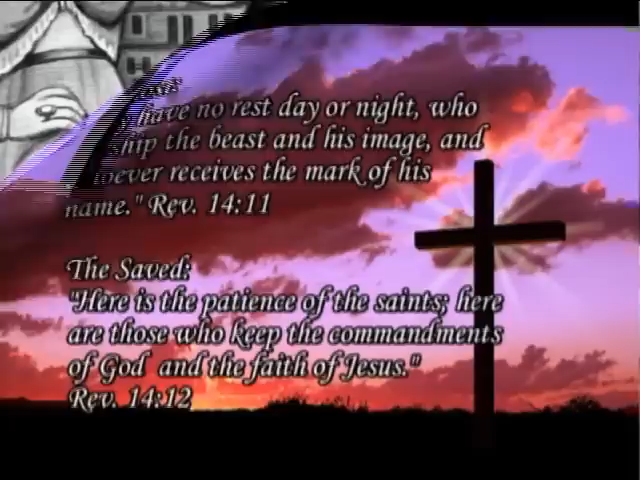 have no rest day or night, who
the beast and his image, and
receives the mark of his
name." Rev. 14:11
The Saved:
"Here is the patience of the saints; here
are those who keep the commandments
of God and the faith of Jesus."
Rev. 14:12